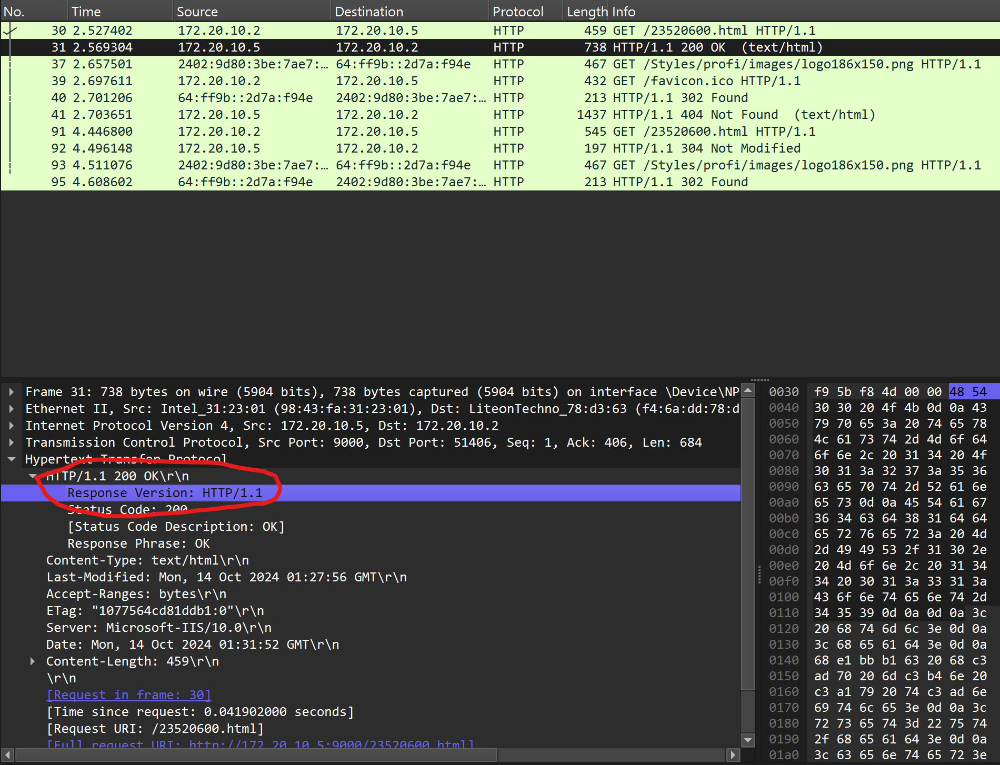 No. Time Source Destination Protocol Length Info
30 2.527402 172.20.10.2 172.20.10.5 HTTP 459 GET /23520600.html HTTP/1.1
31 2.569304 172.20.10.5 172.20.10.2 HTTP 738 HTTP/1.1 200 OK (text/html)
37 2.657501 2402:9d80:3be:7ae7:… 64:ff9b::2d7a:f94e HTTP 467 GET /Styles/profi/images/logo186x150.png HTTP/1.1
39 2.697611 172.20.10.2 172.20.10.5 HTTP 432 GET /favicon.ico HTTP/1.1
40 2.701206 64:ff9b::2d7a:f94e 2402:9d80:3be:7ae7:… HTTP 213 HTTP/1.1 302 Found
41 2.703651 172.20.10.5 172.20.10.2 HTTP 1437 HTTP/1.1 404 Not Found (text/html)
91 4.446800 172.20.10.2 172.20.10.5 HTTP 545 GET /23520600.html HTTP/1.1
92 4.496148 172.20.10.5 172.20.10.2 HTTP 197 HTTP/1.1 304 Not Modified
93 4.511076 2402:9d80:3be:7ae7:… 64:ff9b::2d7a:f94e HTTP 467 GET /Styles/profi/images/logo186x150.png HTTP/1.1
95 4.608602 64:ff9b::2d7a:f94e 2402:9d80:3be:7ae7:… HTTP 213 HTTP/1.1 302 Found
Frame 31: 738 bytes on wire (5904 bits), 738 bytes captured (5904 bits) on interface \Device\NP
Ethernet II, Src: Intel_31:23:01 (98:43:fa:31:23:01), Dst: LiteonTechno_78:d3:63 (f4:6a:dd:78:d
Internet Protocol Version 4, Src: 172.20.10.5, Dst: 172.20.10.2
Transmission Control Protocol, Src Port: 9000, Dst Port: 51406, Seq: 1, Ack: 406, Len: 684
Hypertext Transfer Protocol
HTTP/1.1 200 OK\r\n
Response Version: HTTP/1.1
Status Code: 200
[Status Code Description: OK]
Response Phrase: OK
Content-Type: text/html\r\n
Last-Modified: Mon, 14 Oct 2024 01:27:56 GMT\r\n
Accept-Ranges: bytes\r\n
ETag: "1077564cd81ddb1:0"\r\n
Server: Microsoft-IIS/10.0\r\n
Date: Mon, 14 Oct 2024 01:31:52 GMT\r\n
Content-Length: 459\r\n
\r\n
[Request in frame: 30]
[Time since request: 0.041902000 seconds]
[Request URI: /23520600.html]
[Full request URI: http://172.20.10.5:9000/23520600.html]
0030 f9 5b f8 4d 00 00 48 54
0040 30 30 20 4f 4b 0d 0a 43
0050 79 70 65 3a 20 74 65 78
0060 4c 61 73 74 2d 4d 6f 64
0070 6f 6e 2c 20 31 34 20 4f
0080 30 31 3a 32 37 3a 35 36
0090 63 65 70 74 2d 52 61 6e
00a0 65 73 0d 0a 45 54 61 67
00b0 36 34 63 64 38 31 64 64
00c0 65 72 76 65 72 3a 20 4d
00d0 2d 49 49 53 2f 31 30 2e
00e0 20 4d 6f 6e 2c 20 31 34
00f0 34 20 30 31 3a 33 31 3a
0100 43 6f 6e 74 65 6e 74 2d
0110 34 35 39 0d 0a 0d 0a 3c
0120 20 68 74 6d 6c 3e 0d 0a
0130 3c 68 65 61 64 3e 0d 0a
0140 68 e1 bb b1 63 20 68 c3
0150 ad 70 20 6d c3 b4 6e 20
0160 c3 a1 79 20 74 c3 ad 6e
0170 69 74 6c 65 3e 0d 0a 3c
0180 72 73 65 74 3d 22 75 74
0190 2f 68 65 61 64 3e 0d 0a
01a0 3c 63 65 6e 74 65 72 3e